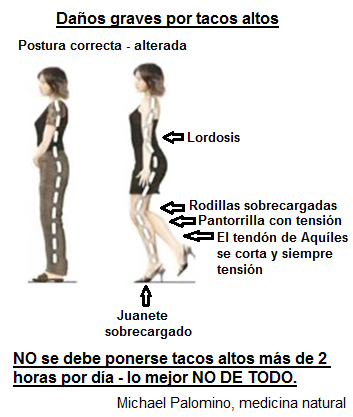 Daños graves por tacos altos
Postura correcta - alterada
Lordosis
Rodillas sobrecargadas
Pantorrilla con tensión
El tendón de Aquíles
se corta y siempre
tensión
Juanete
sobrecargado
NO se debe ponerse tacos altos más de 2
horas por día - lo mejor NO DE TODO.
Michael Palomino, medicina natural